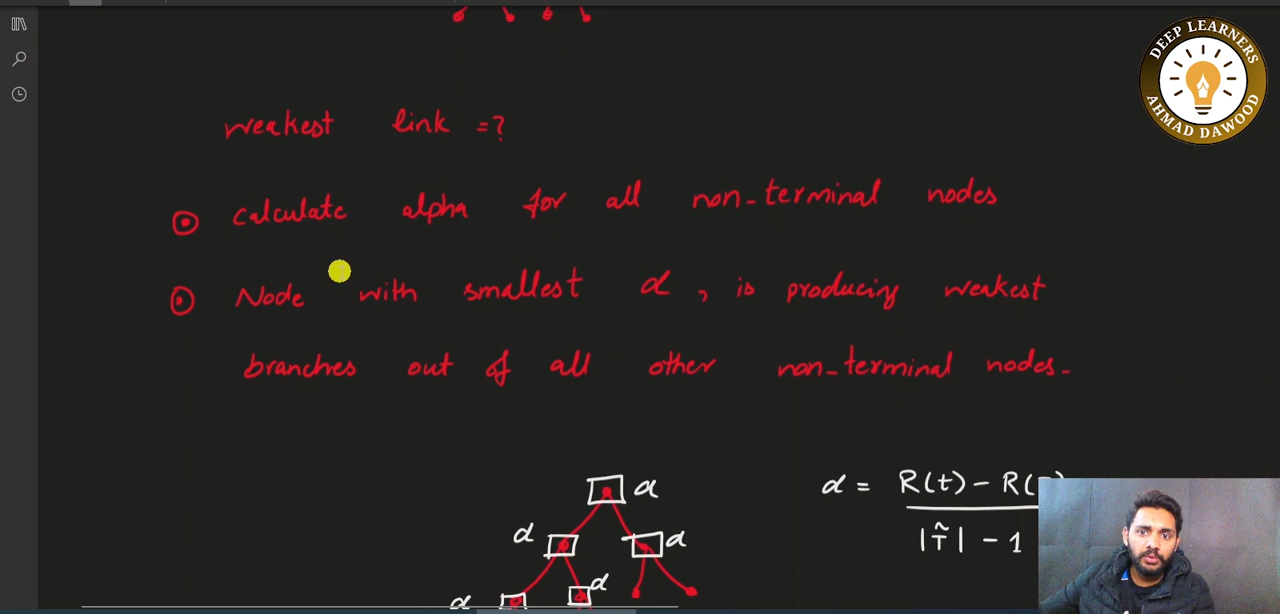 DEEP LEARNERS
AHMAD DAWOOD
weakest link = ?
Calculate alpha for all non-terminal nodes
Node with smallest α, is producing weakest
branches out of all other non-terminal nodes-
α
α = R(t) - R(
|T̃| - 1
α α
α
α